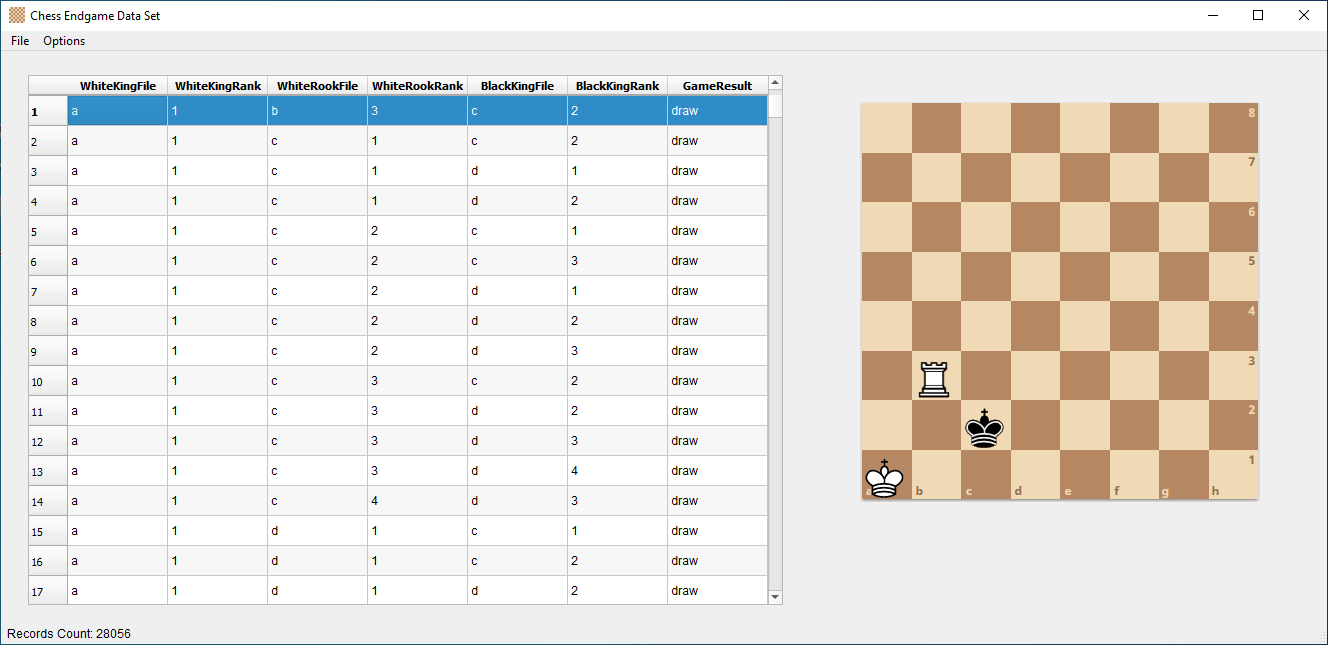 Chess Endgame Data Set
File Options
WhiteKingFile WhiteKingRank WhiteRookFile WhiteRookRank BlackKingFile BlackKingRank GameResult
1 a 1 b 3 c 2 draw
2 a 1 c 1 c 2 draw
3 a 1 c 1 d 1 draw
4 a 1 c 1 d 2 draw
5 a 1 c 2 c 1 draw
6 a 1 c 2 c 3 draw
7 a 1 c 2 d 1 draw
8 a 1 c 2 d 2 draw
9 a 1 c 2 d 3 draw
10 a 1 c 3 c 2 draw
11 a 1 c 3 d 2 draw
12 a 1 c 3 d 3 draw
13 a 1 c 3 d 4 draw
14 a 1 c 4 d 3 draw
15 a 1 d 1 c 1 draw
16 a 1 d 1 c 2 draw
17 a 1 d 1 d 2 draw
8
7
6
5
4
3
2
1
a b c d e f g h
Records Count: 28056